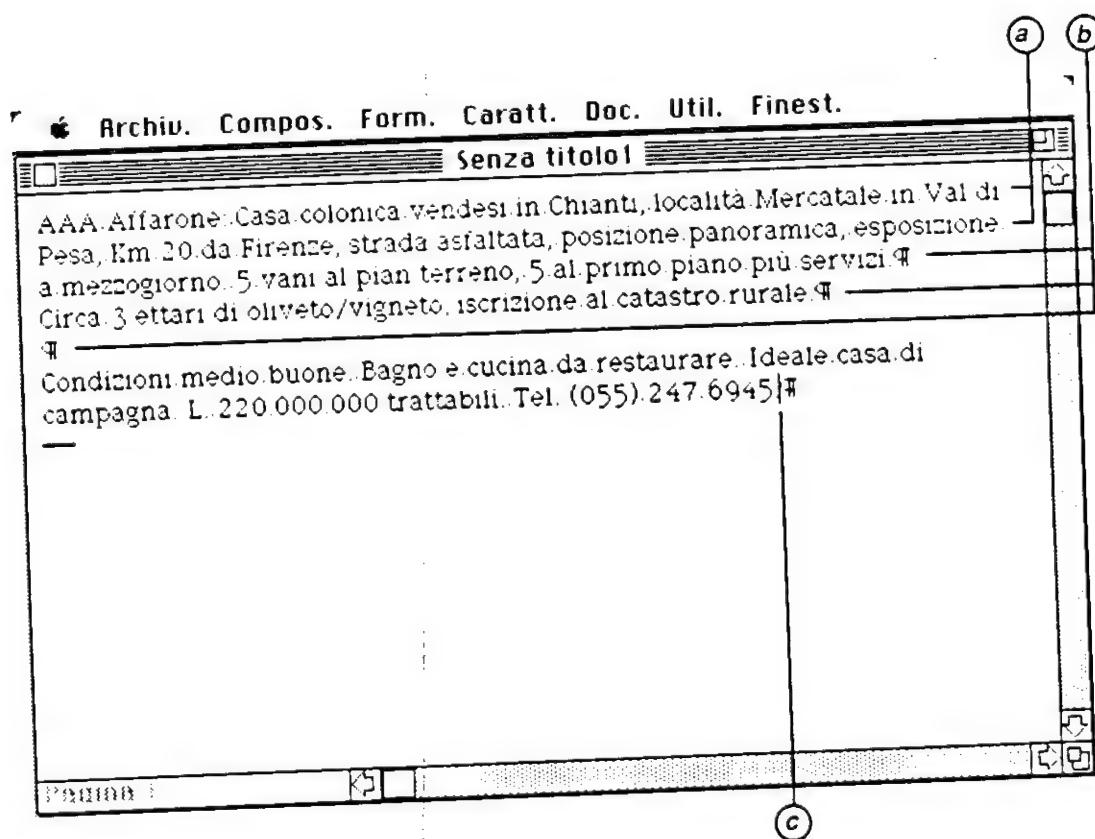 a b
Archiv. Compos. Form. Caratt. Doc. Util. Finest.
Senza titolo1
AAA Affarone. Casa colonica vendesi in Chianti, località Mercatale in Val di
Pesa, Km 20 da Firenze, strada asfaltata, posizione panoramica, esposizione
a mezzogiorno. 5 vani al pian terreno, 5 al primo piano più servizi.¶
Circa 3 ettari di oliveto/vigneto, iscrizione al catastro rurale.¶
¶
Condizioni medio buone. Bagno e cucina da restaurare. Ideale casa di
campagna. L. 220.000.000 trattabili. Tel. (055) 247.6945¶
Pagina 1
c